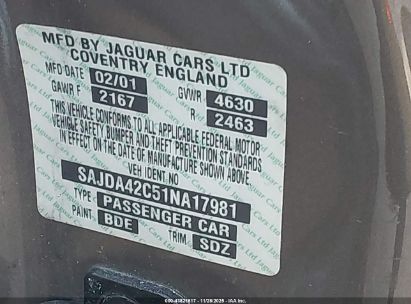 MFD BY JAGUAR CARS LTD
COVENTRY ENGLAND
MFD DATE 02/01
GAWR F 2167 GVWR 4630
R 2463
THIS VEHICLE CONFORMS TO ALL APPLICABLE FEDERAL MOTOR
VEHICLE SAFETY BUMPER AND THEFT PREVENTION STANDARDS
IN EFFECT ON THE DATE OF MANUFACTURE SHOWN ABOVE
VEH IDENT NO
SAJDA42C51NA17981
TYPE PASSENGER CAR
PAINT BDE TRIM SDZ